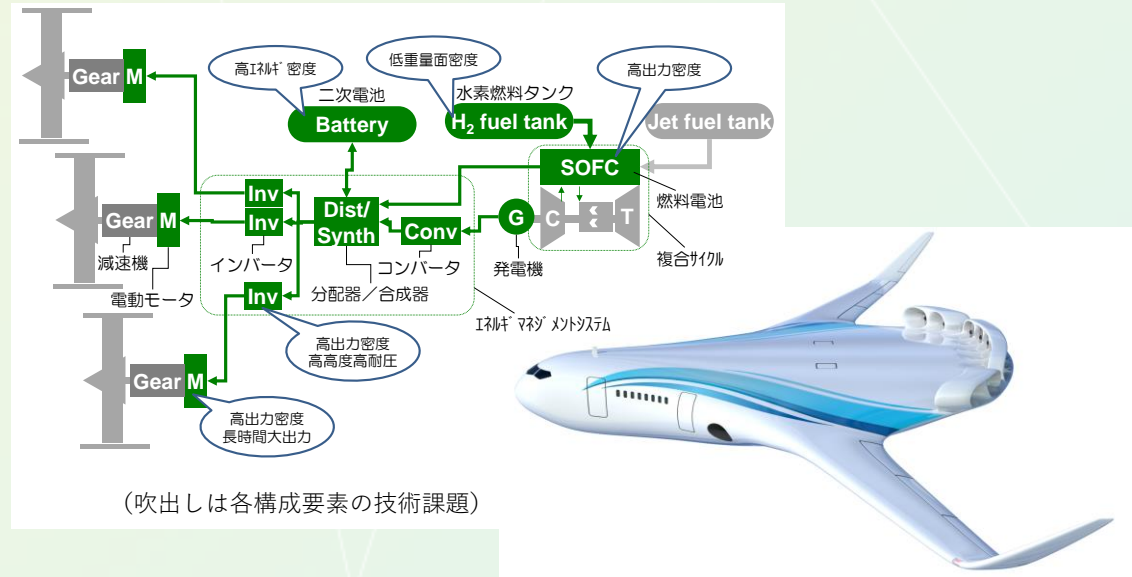 高ｴﾈﾙｷﾞ密度
低重量面密度
高出力密度
二次電池
水素燃料タンク
Gear M
Battery
H₂ fuel tank
Jet fuel tank
SOFC
燃料電池
Inv
Gear M
Inv
Dist/
Synth
Conv
G
C
T
減速機
インバータ
コンバータ
発電機
複合ｻｲｸﾙ
電動モータ
Inv
分配器／合成器
ｴﾈﾙｷﾞﾏﾈｼﾞﾒﾝﾄｼｽﾃﾑ
高出力密度
高高度高耐圧
Gear M
高出力密度
長時間大出力
（吹出しは各構成要素の技術課題）